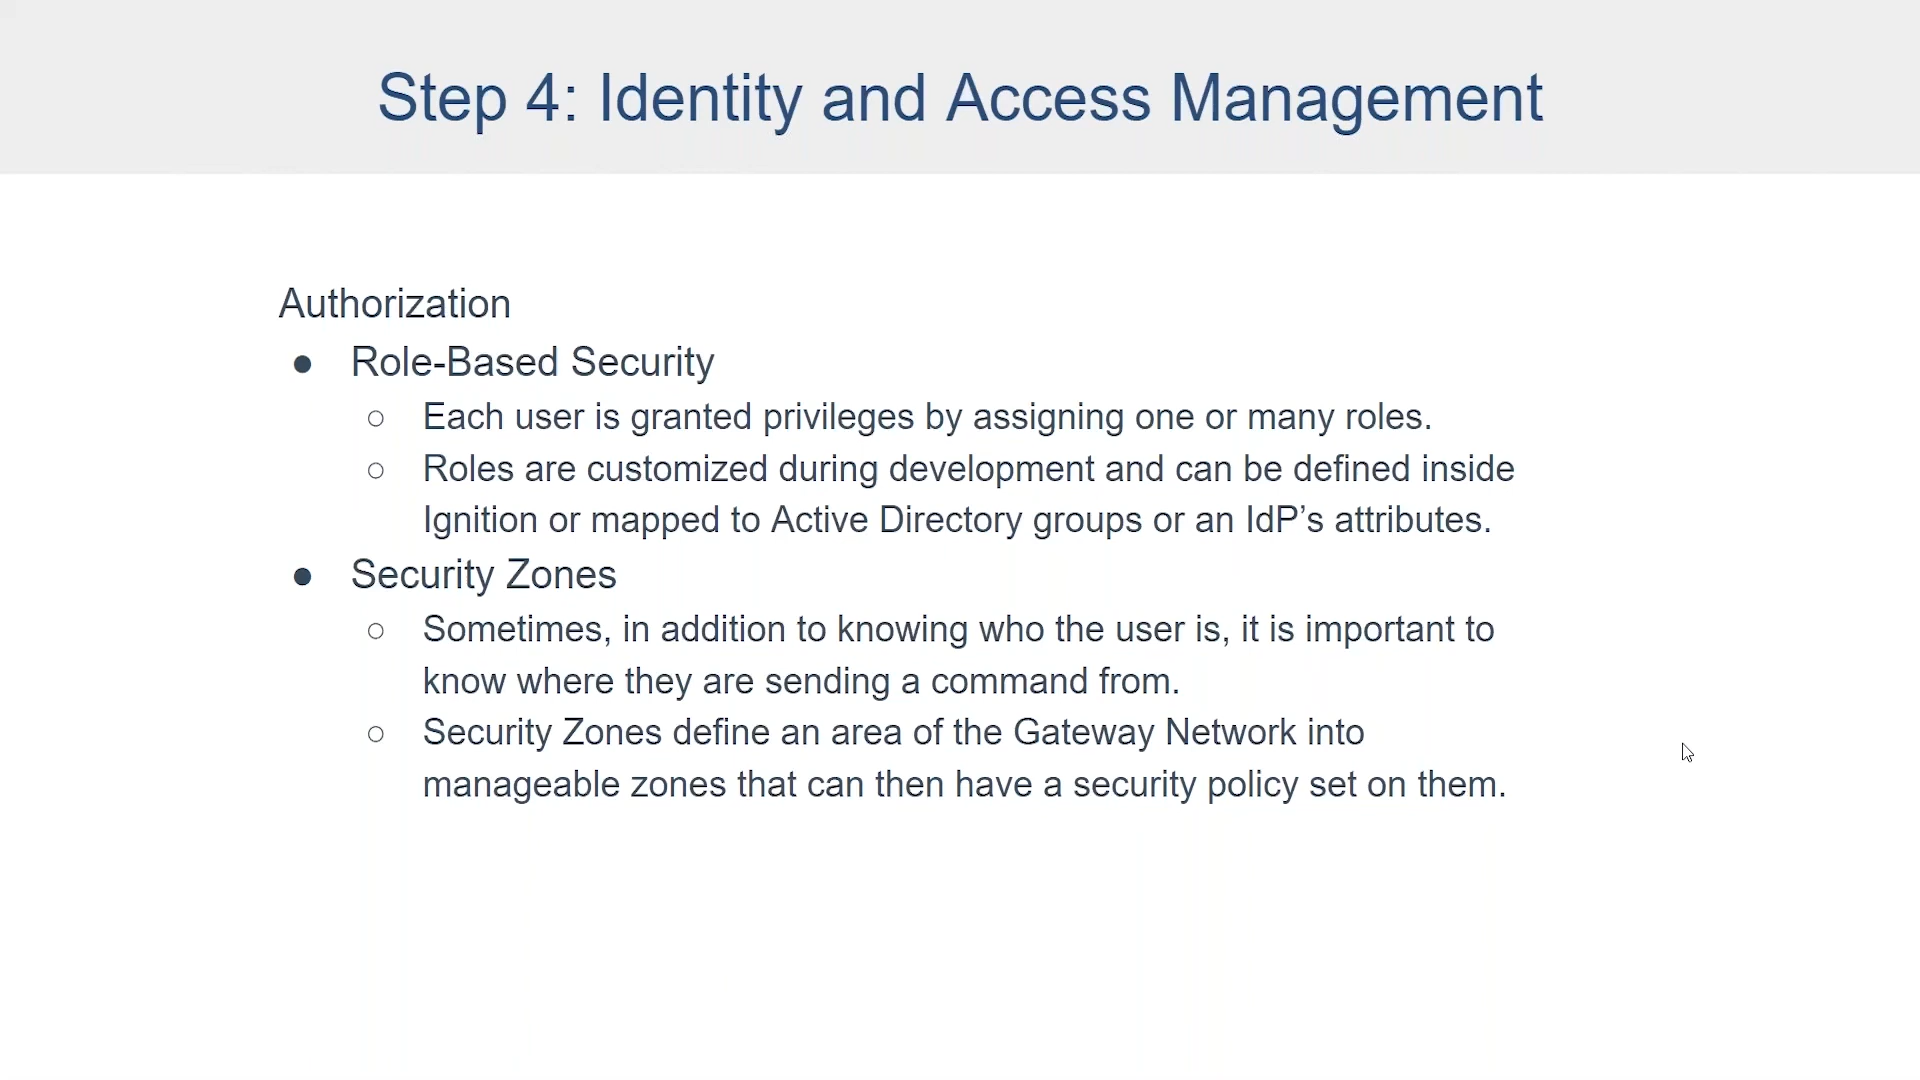 Step 4: Identity and Access Management
Authorization
● Role-Based Security
○ Each user is granted privileges by assigning one or many roles.
○ Roles are customized during development and can be defined inside
Ignition or mapped to Active Directory groups or an IdP’s attributes.
● Security Zones
○ Sometimes, in addition to knowing who the user is, it is important to
know where they are sending a command from.
○ Security Zones define an area of the Gateway Network into
manageable zones that can then have a security policy set on them.